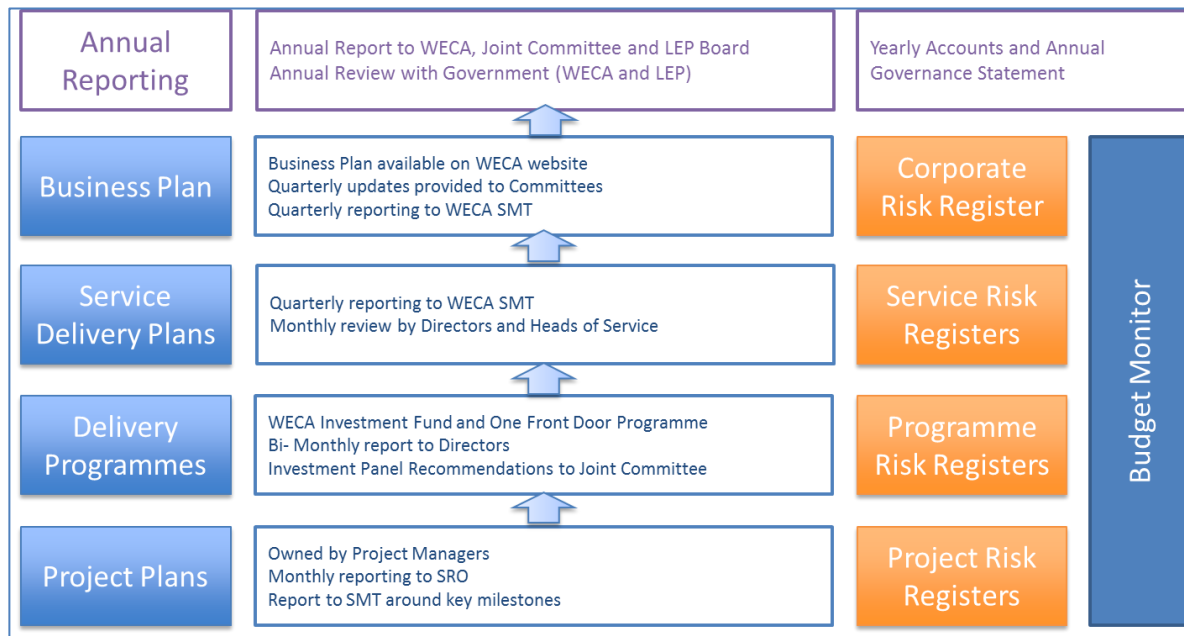 Annual
Reporting
Annual Report to WECA, Joint Committee and LEP Board
Annual Review with Government (WECA and LEP)
Yearly Accounts and Annual
Governance Statement
Business Plan
Business Plan available on WECA website
Quarterly updates provided to Committees
Quarterly reporting to WECA SMT
Corporate
Risk Register
Service
Delivery Plans
Quarterly reporting to WECA SMT
Monthly review by Directors and Heads of Service
Service Risk
Registers
Delivery
Programmes
WECA Investment Fund and One Front Door Programme
Bi- Monthly report to Directors
Investment Panel Recommendations to Joint Committee
Programme
Risk Registers
Project Plans
Owned by Project Managers
Monthly reporting to SRO
Report to SMT around key milestones
Project Risk
Registers
Budget Monitor